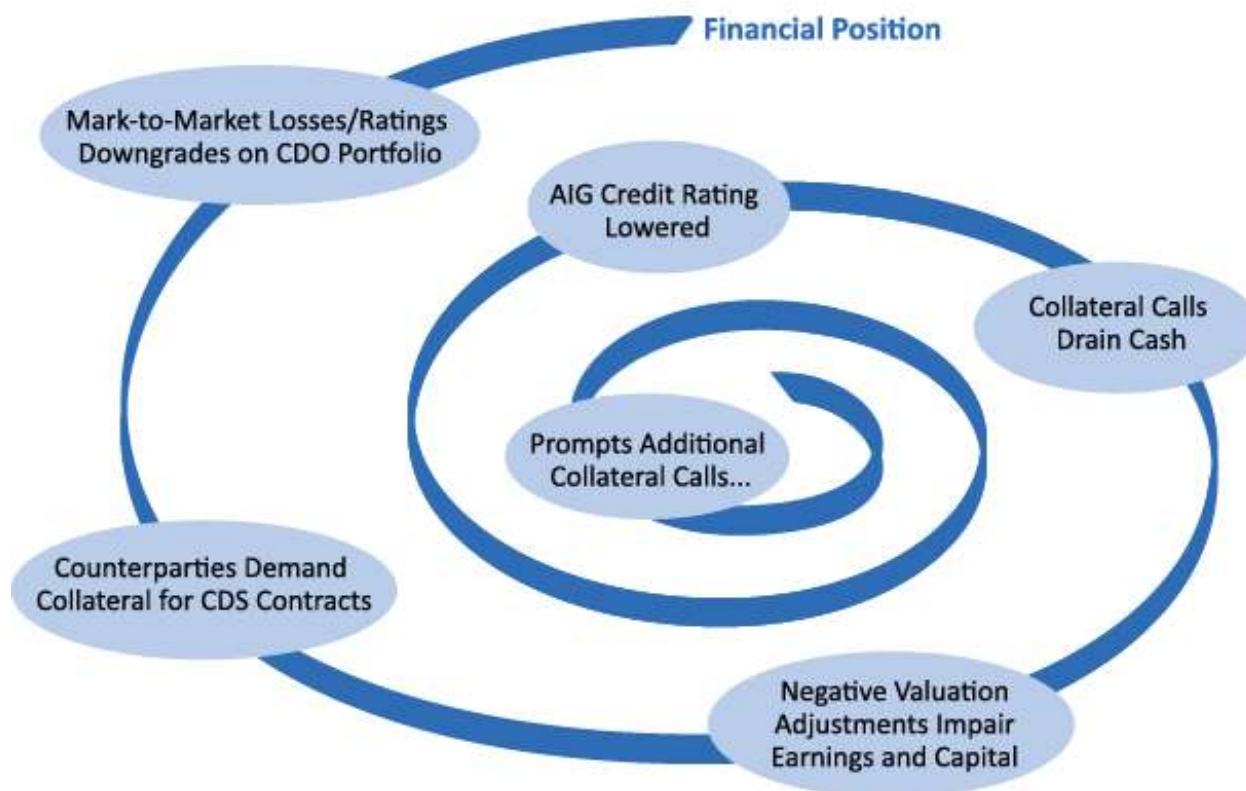 Financial Position
Mark-to-Market Losses/Ratings
Downgrades on CDO Portfolio
Counterparties Demand
Collateral for CDS Contracts
Negative Valuation
Adjustments Impair
Earnings and Capital
Collateral Calls
Drain Cash
AIG Credit Rating
Lowered
Prompts Additional
Collateral Calls...